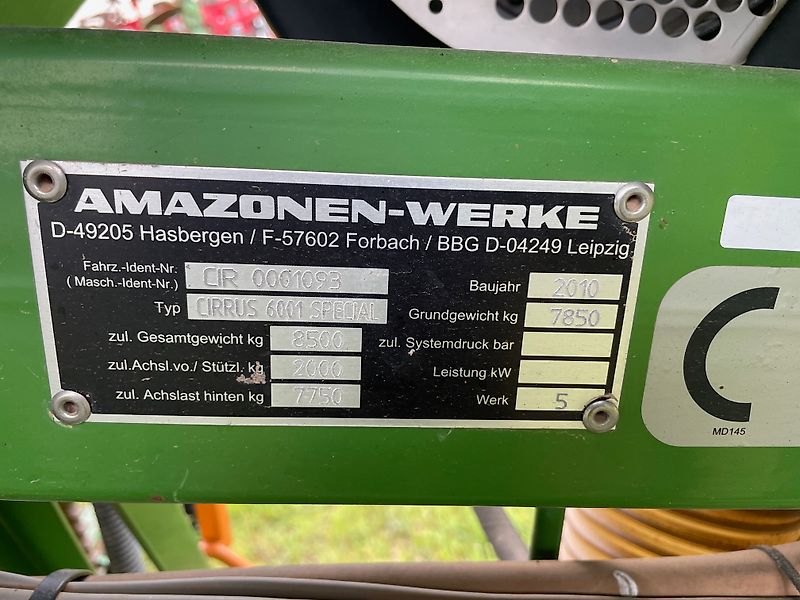 AMAZONEN-WERKE
D-49205 Hasbergen / F-57602 Forbach / BBG D-04249 Leipzig
Fahrz.-Ident-Nr.
( Masch.-Ident-Nr.) CIR 0001093
Typ CIRRUS 6001 SPECIAL
zul. Gesamtgewicht kg 8500
zul.Achsl.vo./ Stützl. kg 2000
zul. Achslast hinten kg 7750
Baujahr 2010
Grundgewicht kg 7850
zul. Systemdruck bar
Leistung kW
Werk 5
C
MD145